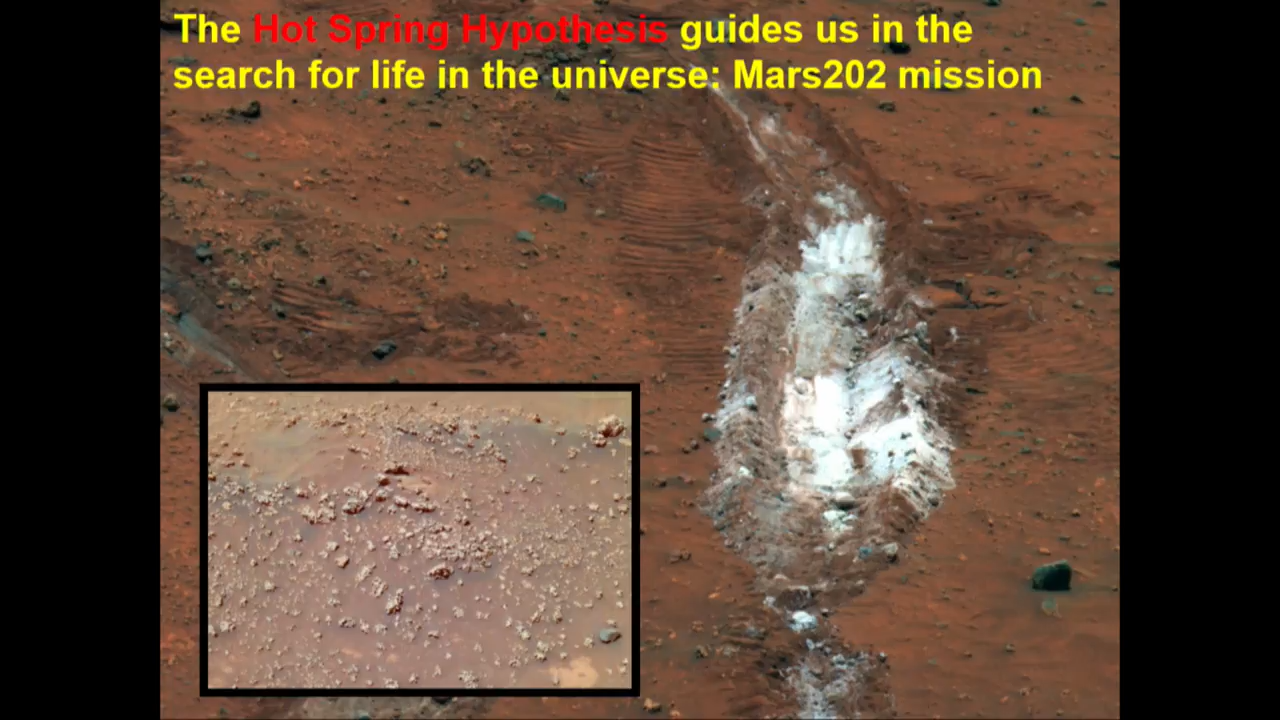 The Hot Spring Hypothesis guides us in the
search for life in the universe: Mars202 mission